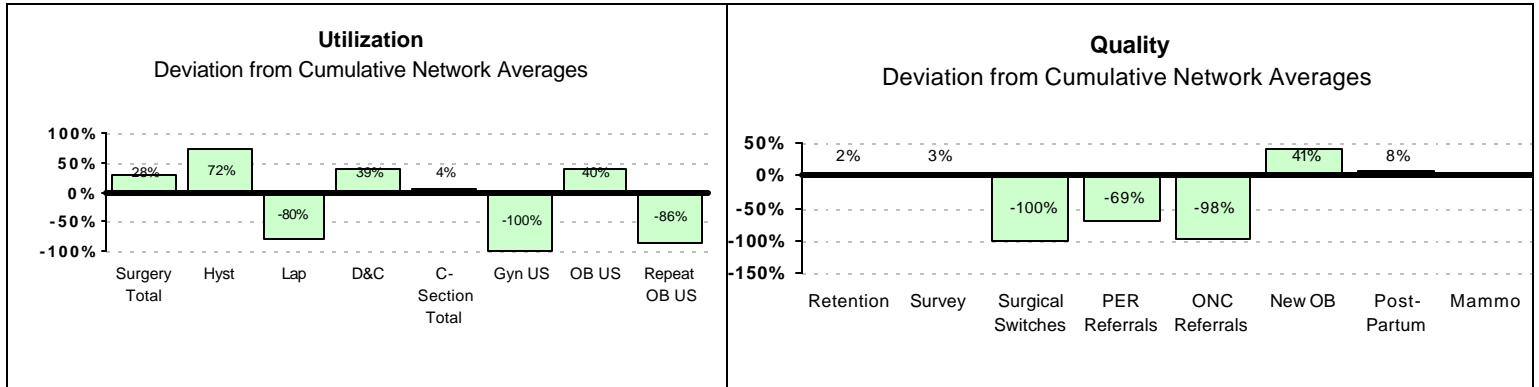 Utilization
Deviation from Cumulative Network Averages
100%
50%
0%
-50%
-100%
28%
72%
-80%
39%
4%
-100%
40%
-86%
Surgery Total
Hyst
Lap
D&C
C-Section Total
Gyn US
OB US
Repeat OB US
Quality
Deviation from Cumulative Network Averages
50%
0%
-50%
-100%
-150%
2%
3%
-100%
-69%
-98%
41%
8%
Retention
Survey
Surgical Switches
PER Referrals
ONC Referrals
New OB
Post-Partum
Mammo